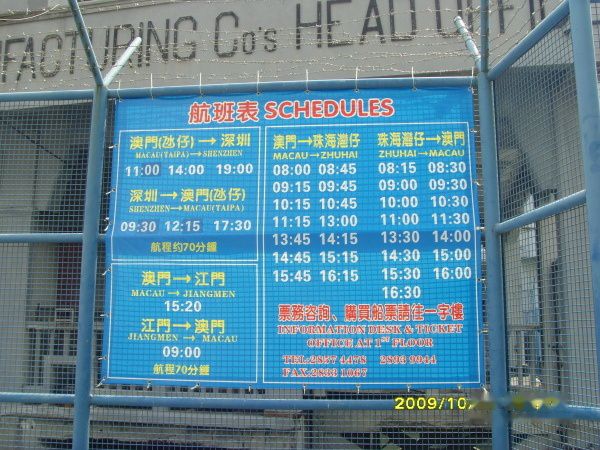 FACTURING CO'S HEAD OFFICE
航班表 SCHEDULES
澳門(氹仔)→深圳
MACAU(TAIPA)→SHENZHEN
11:00 14:00 19:00
深圳→澳門(氹仔)
SHENZHEN→MACAU(TAIPA)
09:30 12:15 17:30
航程约70分鐘
澳門→江門
MACAU→JIANGMEN
15:20
江門→澳門
JIANGMEN→MACAU
09:00
航程70分鐘
澳門→珠海灣仔
MACAU→ZHUHAI
08:00 08:45
09:15 09:45
10:15 10:45
11:15 13:00
13:45 14:15
14:45 15:15
15:45 16:15
珠海灣仔→澳門
ZHUHAI→MACAU
08:15 08:30
09:00 09:30
10:00 10:30
11:00 11:30
13:30 14:00
14:30 15:00
15:30 16:00
16:30
票務咨詢、購買船票請往一字樓
INFORMATION DESK & TICKET
OFFICE AT 1ST FLOOR
TEL:2857 4478 2893 9944
FAX:2833 1067
2009/10